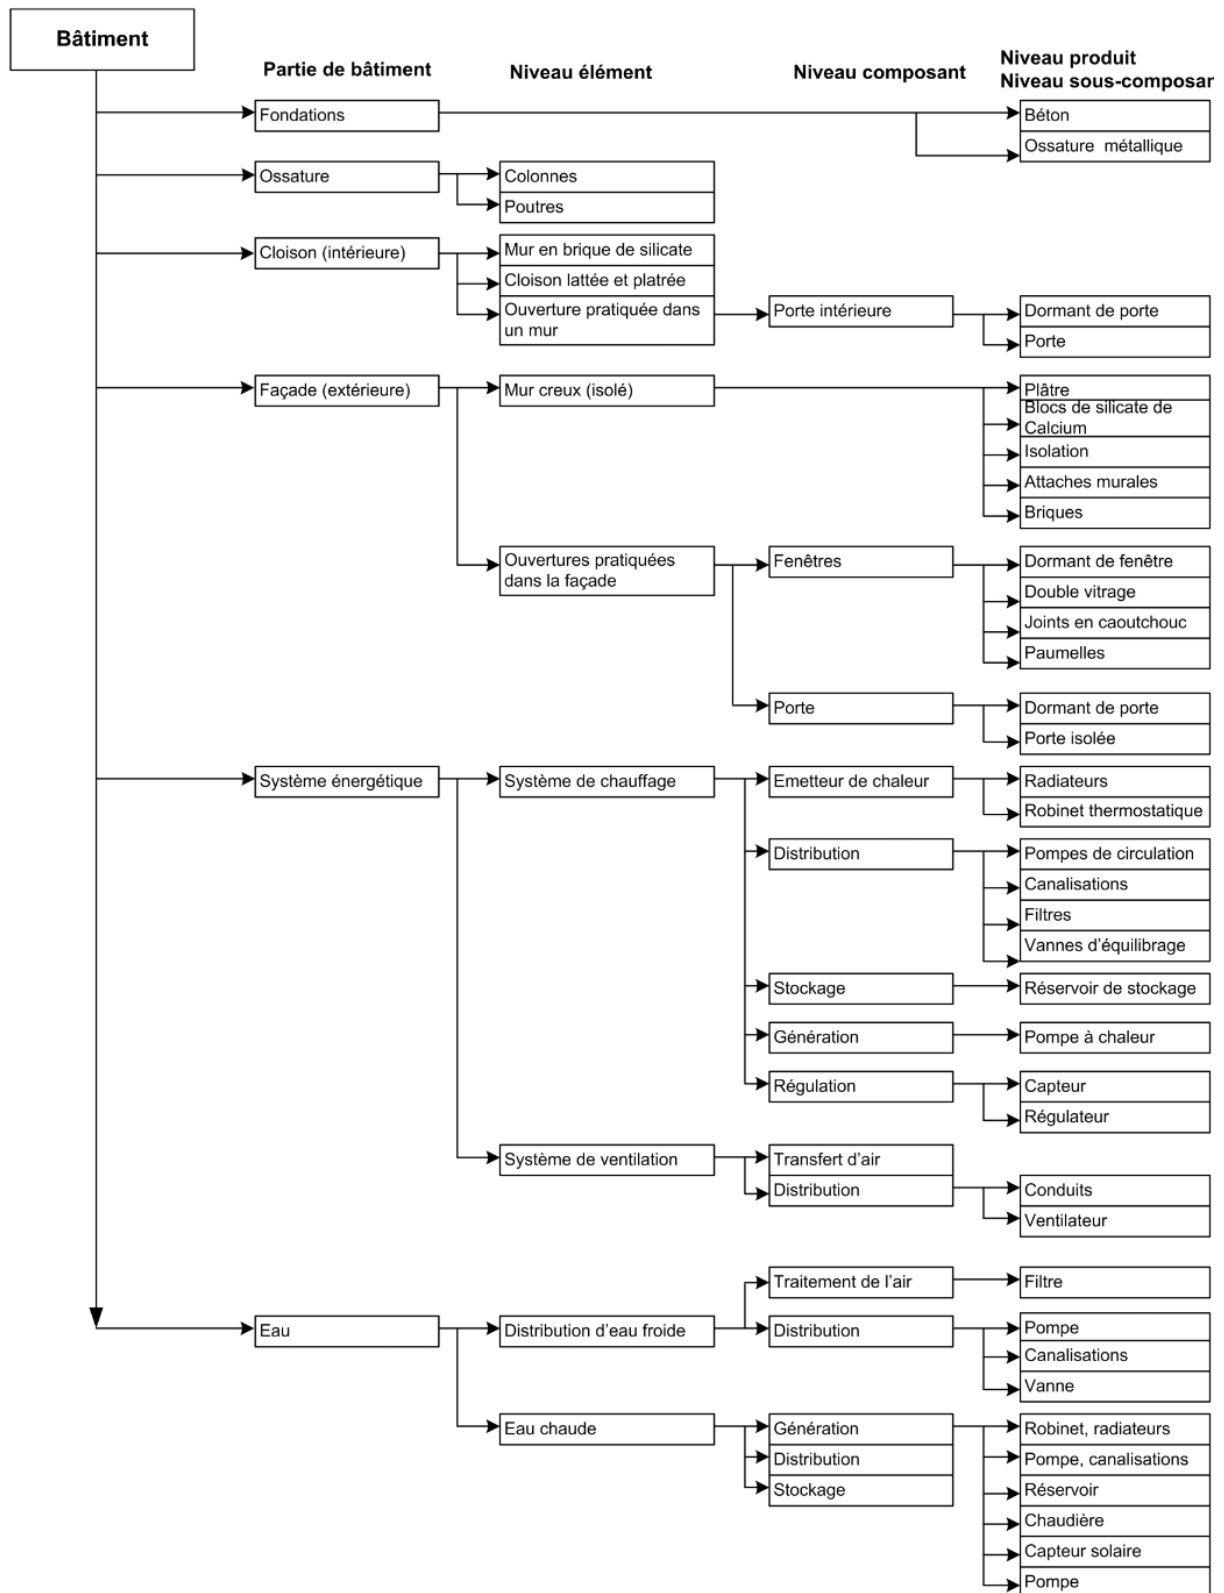 Bâtiment
Partie de bâtiment
Niveau élément
Niveau composant
Niveau produit
Niveau sous-composant
Fondations
Béton
Ossature métallique
Ossature
Colonnes
Poutres
Cloison (intérieure)
Mur en brique de silicate
Cloison lattée et platrée
Ouverture pratiquée dans
un mur
Porte intérieure
Dormant de porte
Porte
Façade (extérieure)
Mur creux (isolé)
Plâtre
Blocs de silicate de
Calcium
Isolation
Attaches murales
Briques
Ouvertures pratiquées
dans la façade
Fenêtres
Dormant de fenêtre
Double vitrage
Joints en caoutchouc
Paumelles
Porte
Dormant de porte
Porte isolée
Système énergétique
Système de chauffage
Emetteur de chaleur
Radiateurs
Robinet thermostatique
Distribution
Pompes de circulation
Canalisations
Filtres
Vannes d'équilibrage
Stockage
Réservoir de stockage
Génération
Pompe à chaleur
Régulation
Capteur
Régulateur
Système de ventilation
Transfert d'air
Distribution
Conduits
Ventilateur
Traitement de l'air
Filtre
Eau
Distribution d'eau froide
Distribution
Pompe
Canalisations
Vanne
Eau chaude
Génération
Distribution
Stockage
Robinet, radiateurs
Pompe, canalisations
Réservoir
Chaudière
Capteur solaire
Pompe